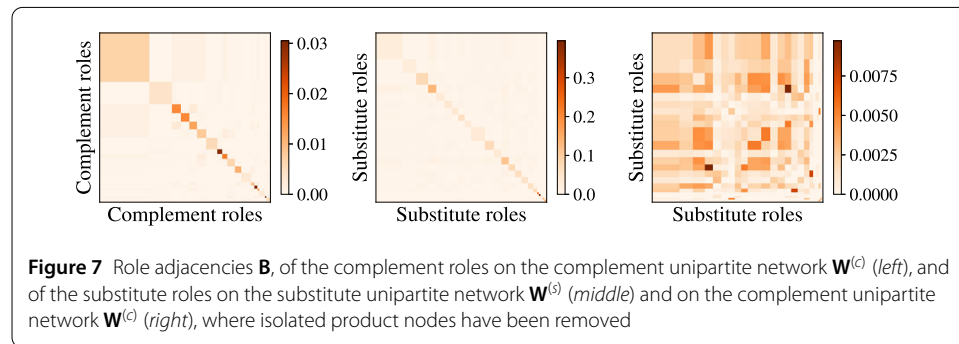 Complement roles
0.03
0.02
0.01
0.00
Complement roles
Substitute roles
0.3
0.2
0.1
0.0
Substitute roles
Substitute roles
0.0075
0.0050
0.0025
0.0000
Substitute roles
Figure 7 Role adjacencies B, of the complement roles on the complement unipartite network W(c) (left), and
of the substitute roles on the substitute unipartite network W(s) (middle) and on the complement unipartite
network W(c) (right), where isolated product nodes have been removed